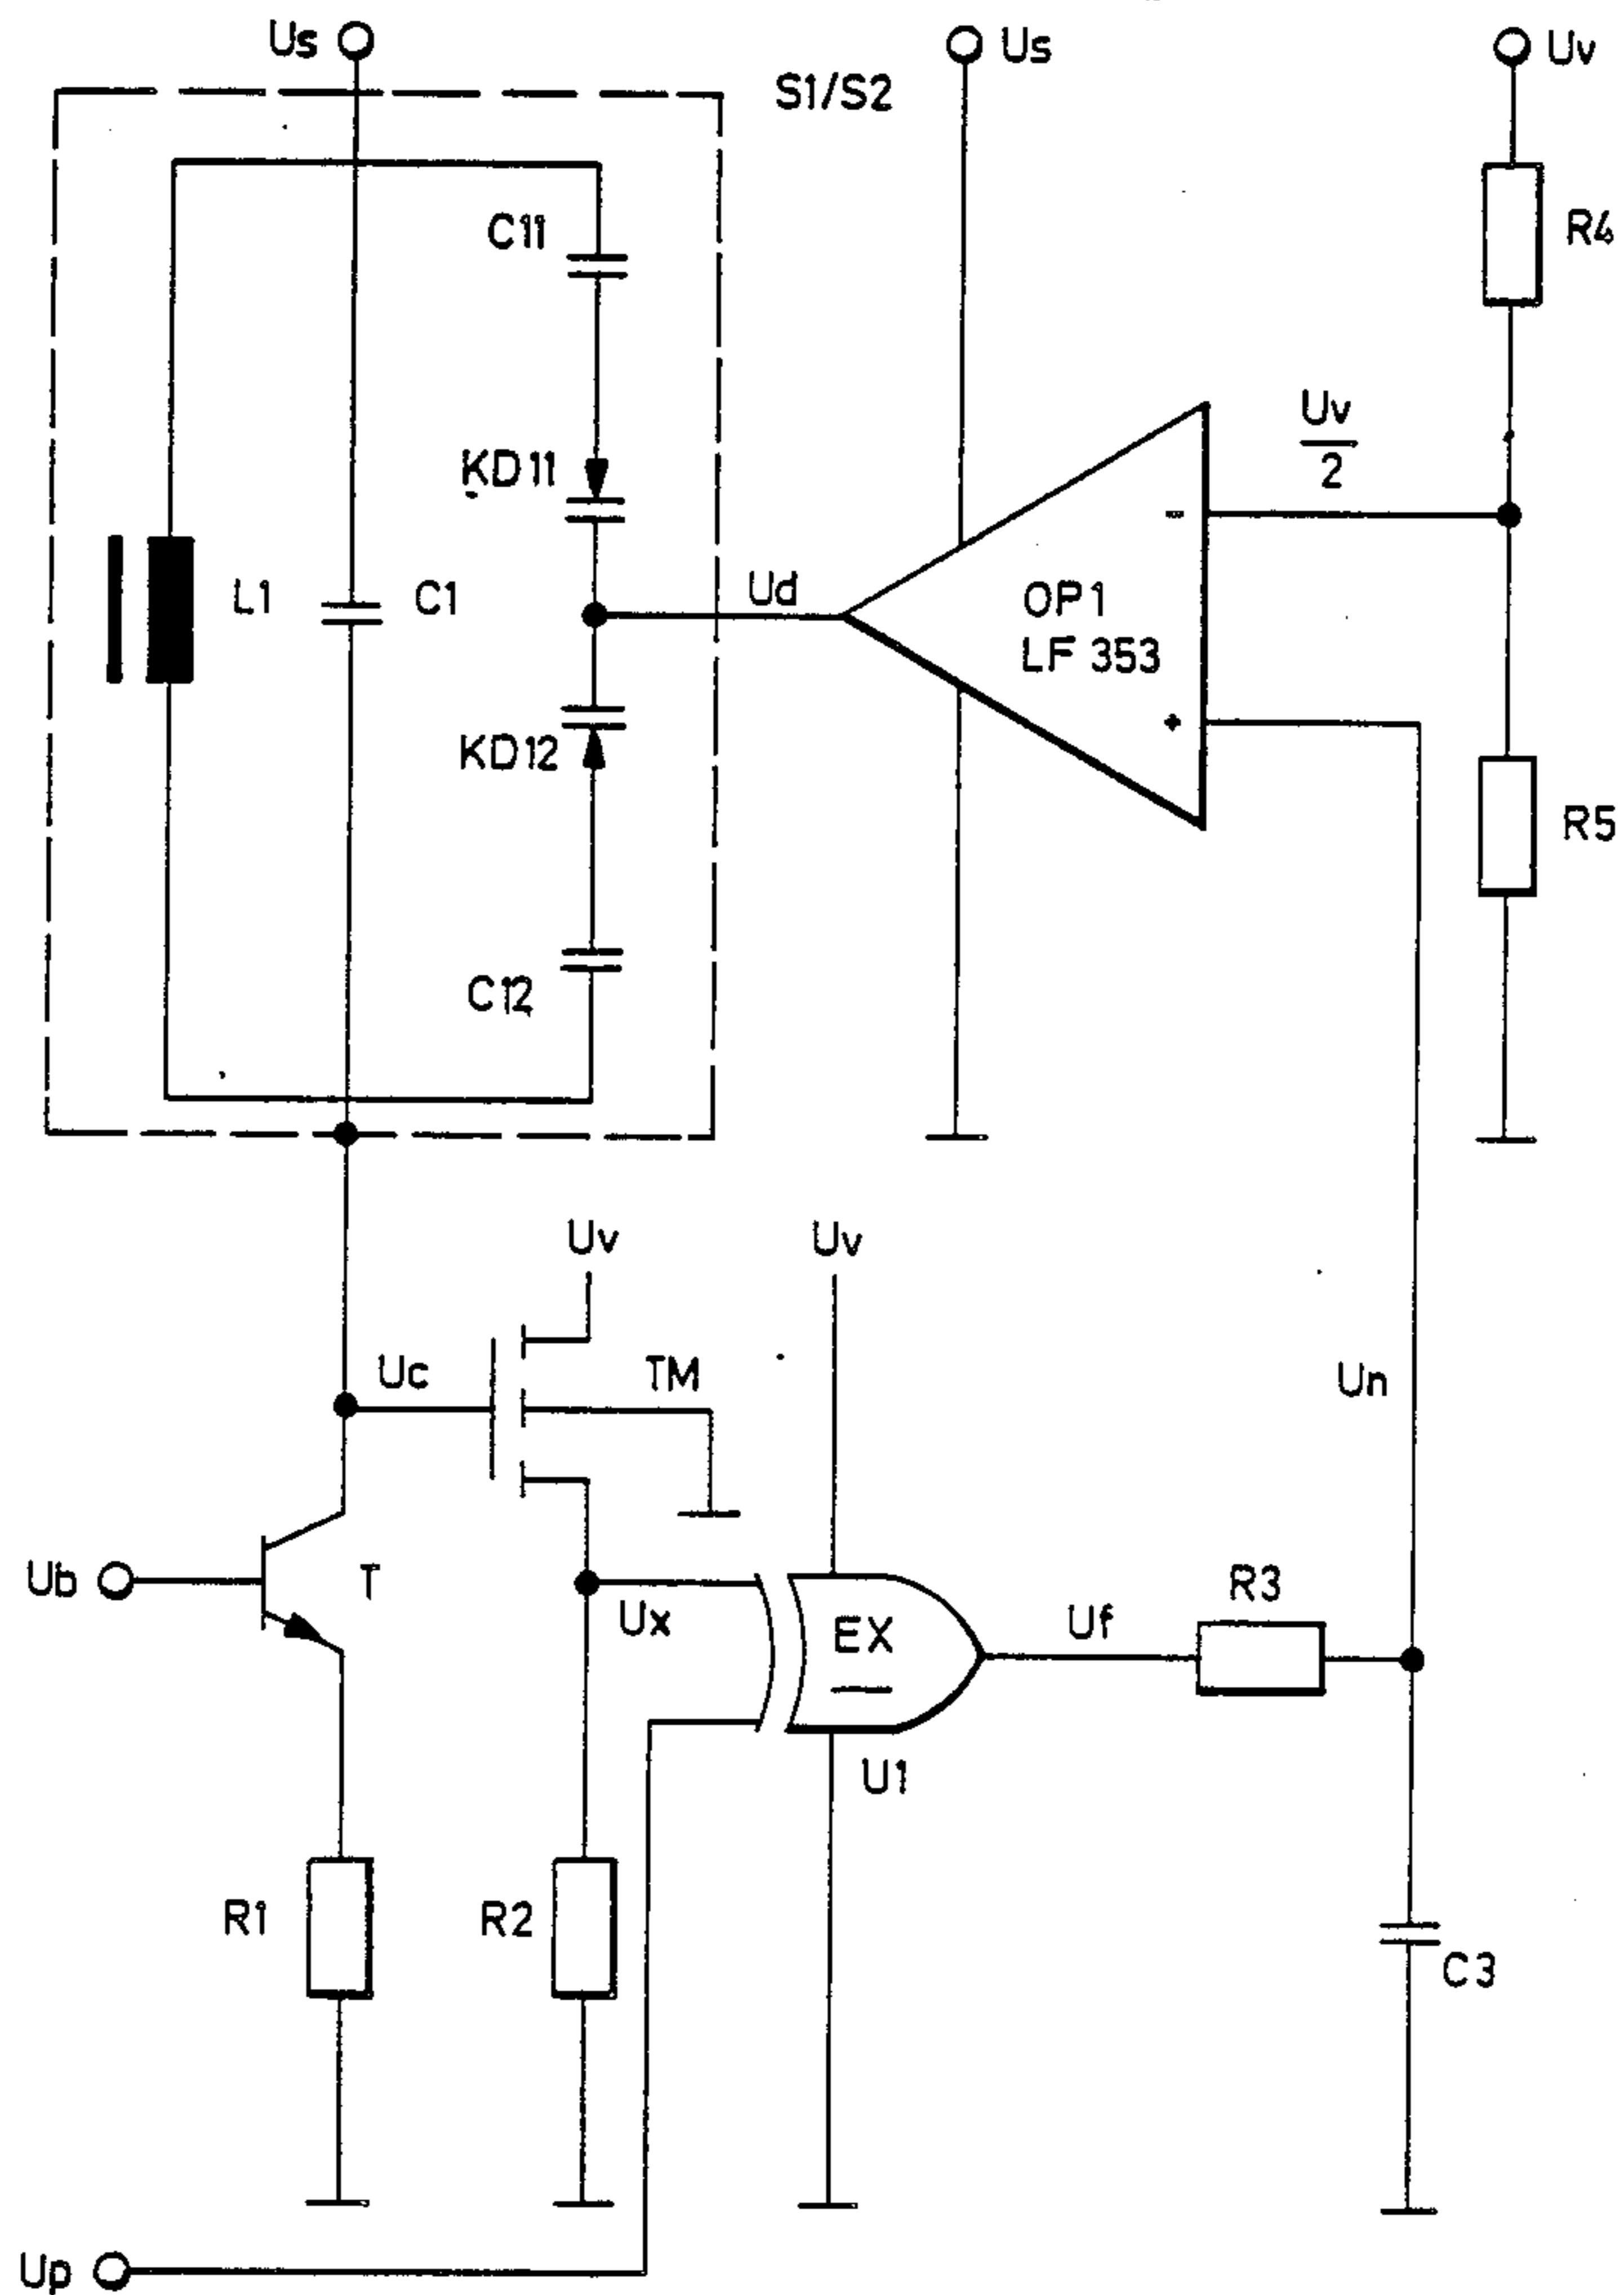 Us
Us
Uv
S1/S2
C11
R4
Uv
2
KD11
L1
C1
Ud
-
OP1
LF 353
+
KD12
R5
C12
Uv
Uv
Uc
TM
Un
Ub
T
Ux
EX
Uf
R3
U1
R1
R2
C3
Up